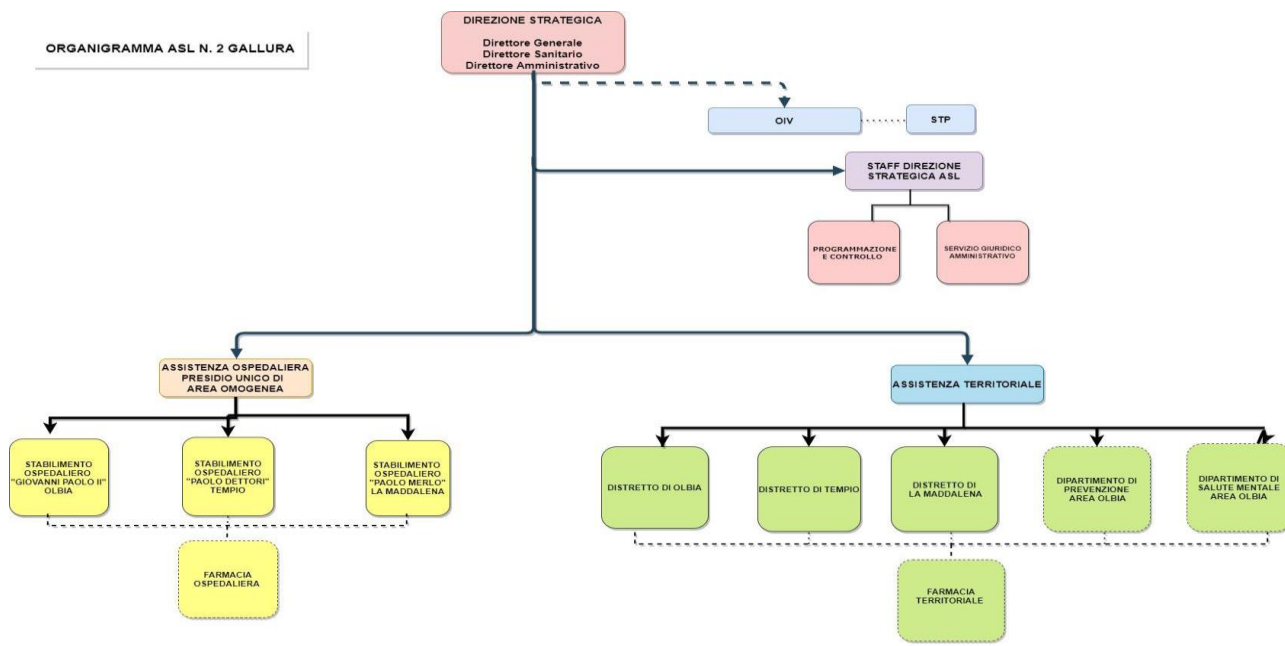 ORGANIGRAMMA ASL N. 2 GALLURA
DIREZIONE STRATEGICA
Direttore Generale
Direttore Sanitario
Direttore Amministrativo
OIV
STP
STAFF DIREZIONE
STRATEGICA ASL
PROGRAMMAZIONE
E CONTROLLO
SERVIZIO GIURIDICO
AMMINISTRATIVO
ASSISTENZA OSPEDALIERA
PRESIDIO UNICO DI
AREA OMOGENEA
ASSISTENZA TERRITORIALE
STABILIMENTO
OSPEDALIERO
"GIOVANNI PAOLO II"
OLBIA
STABILIMENTO
OSPEDALIERO
"PAOLO DETTORI"
TEMPIO
STABILIMENTO
OSPEDALIERO
"PAOLO MERLO"
LA MADDALENA
DISTRETTO DI OLBIA
DISTRETTO DI TEMPIO
DISTRETTO DI
LA MADDALENA
DIPARTIMENTO DI
PREVENZIONE
AREA OLBIA
DIPARTIMENTO DI
SALUTE MENTALE
AREA OLBIA
FARMACIA
OSPEDALIERA
FARMACIA
TERRITORIALE